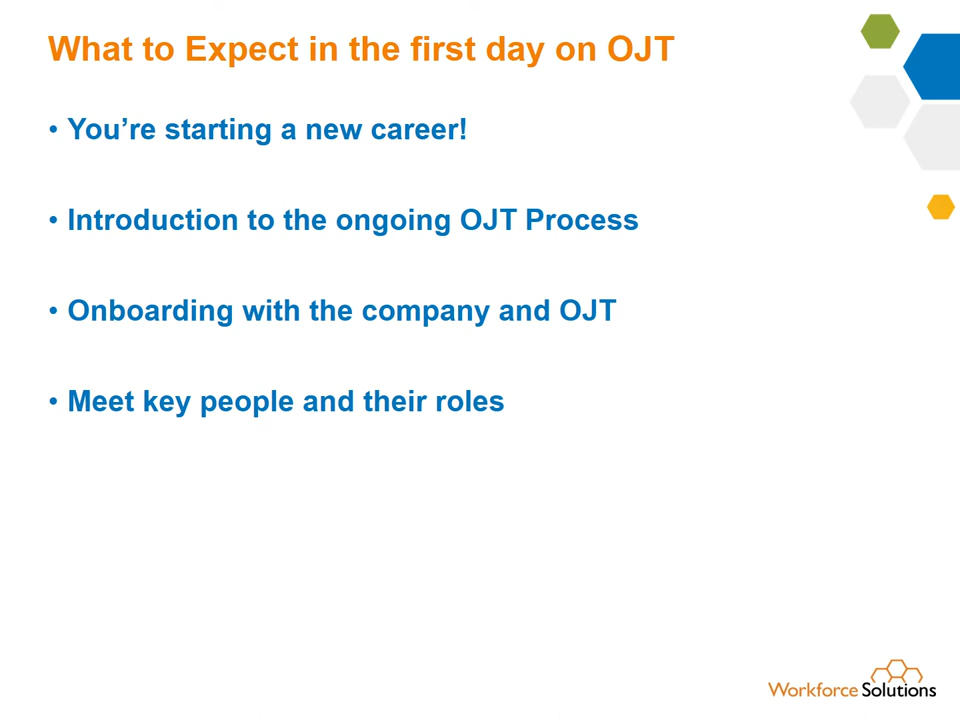 What to Expect in the first day on OJT
• You’re starting a new career!
• Introduction to the ongoing OJT Process
• Onboarding with the company and OJT
• Meet key people and their roles
Workforce Solutions